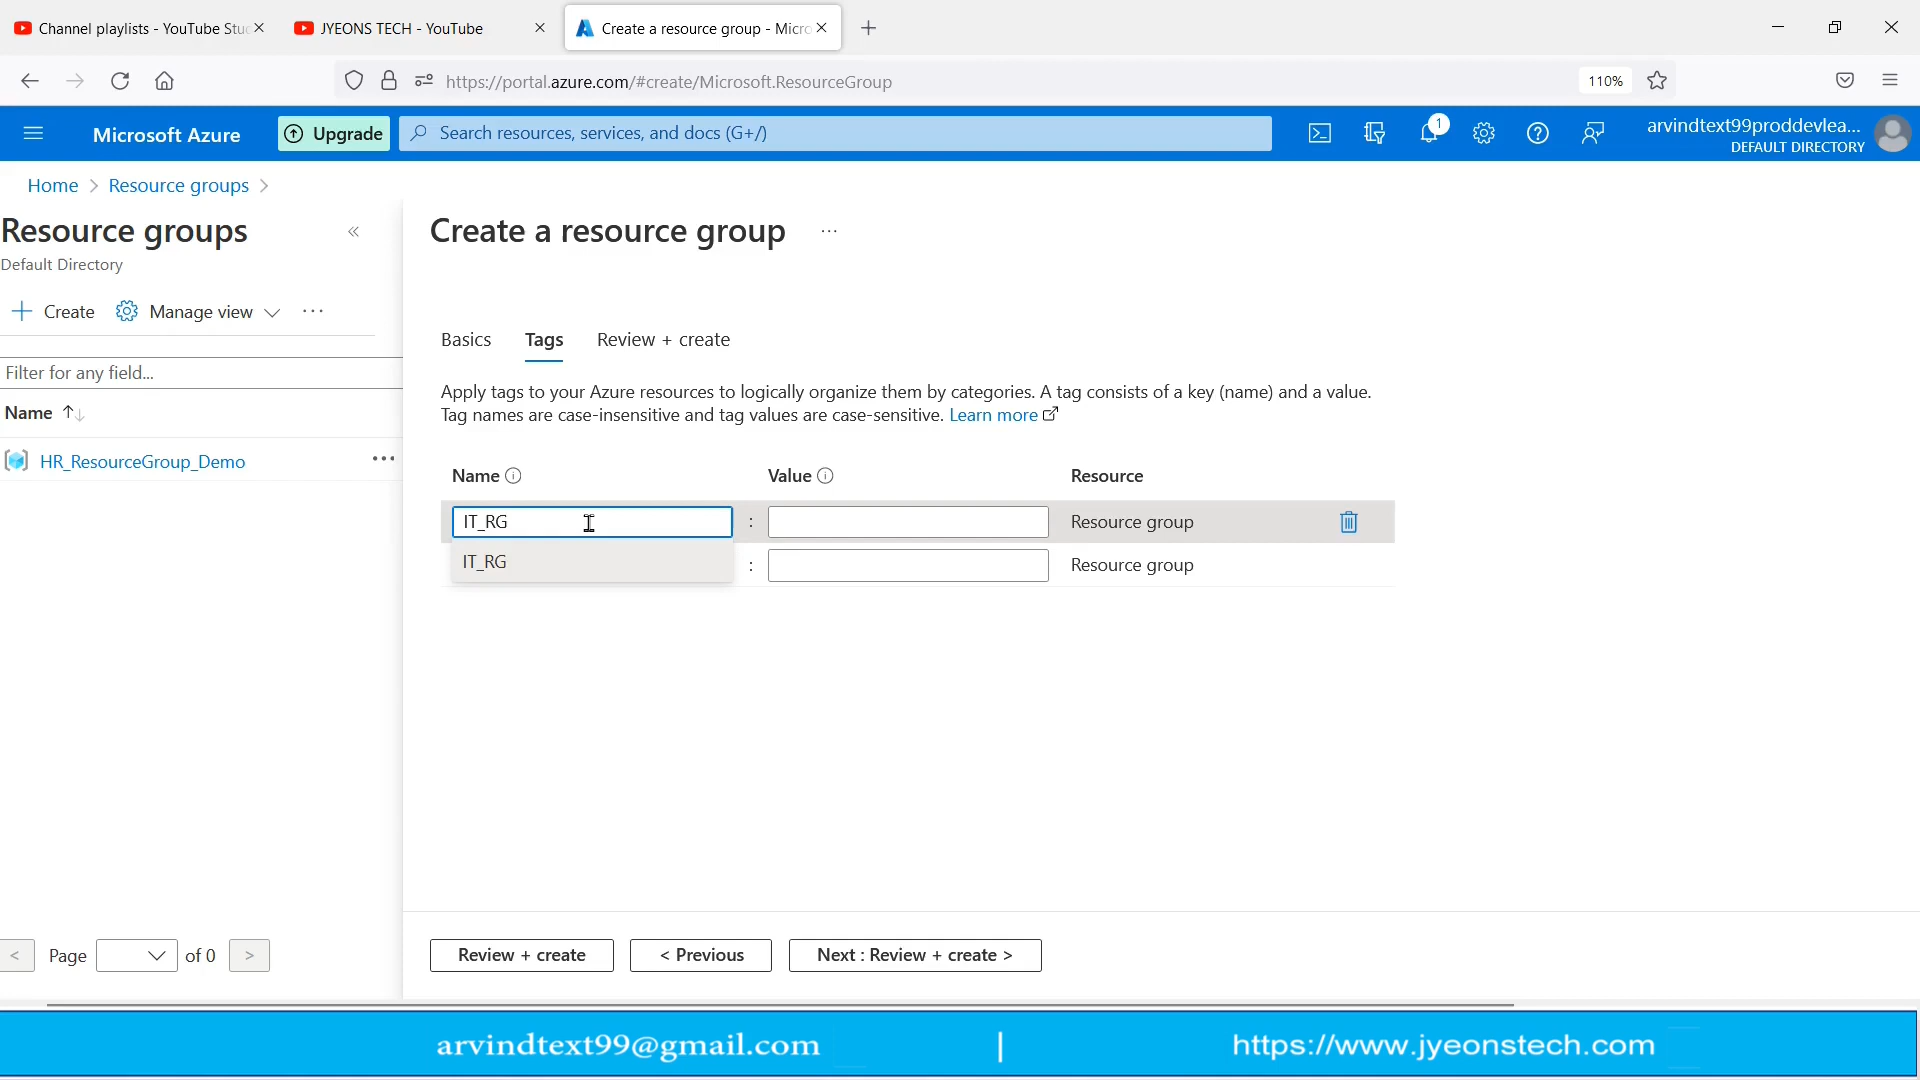 Channel playlists - YouTube Stu
JYEONS TECH - YouTube
Create a resource group - Micro
https://portal.azure.com/#create/Microsoft.ResourceGroup
110%
Microsoft Azure
Upgrade
Search resources, services, and docs (G+/)
1
arvindtext99proddevlea...
DEFAULT DIRECTORY
Home > Resource groups >
Resource groups
«
Default Directory
+ Create
Manage view
...
Filter for any field...
Name ↑↓
HR_ResourceGroup_Demo
...
< Page
of 0 >
Create a resource group
...
Basics
Tags
Review + create
Apply tags to your Azure resources to logically organize them by categories. A tag consists of a key (name) and a value.
Tag names are case-insensitive and tag values are case-sensitive. Learn more
Name
Value
Resource
IT_RG
:
Resource group
IT_RG
:
Resource group
Review + create
< Previous
Next : Review + create >
arvindtext99@gmail.com | https://www.jyeonstech.com